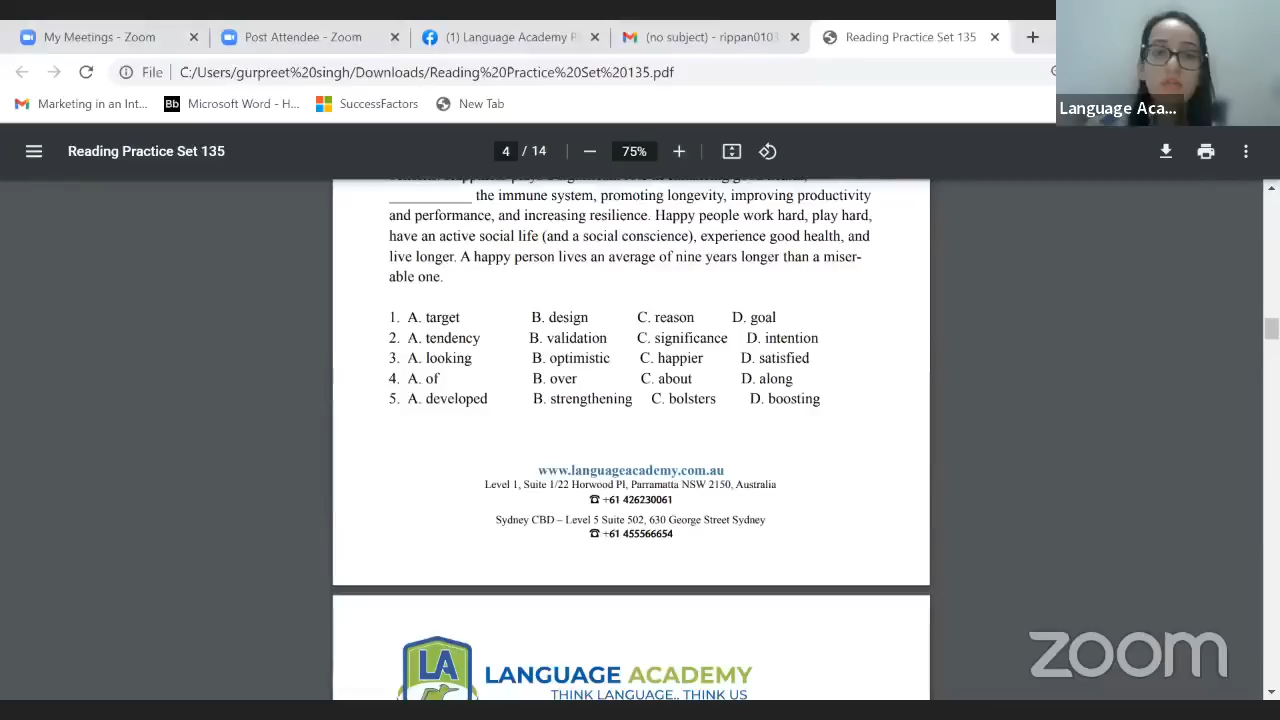 My Meetings - Zoom
Post Attendee - Zoom
(1) Language Academy
(no subject) - rippan010
Reading Practice Set 135
File
C:/Users/gurpreet%20singh/Downloads/Reading%20Practice%20Set%20135.pdf
Marketing in an Int...
Bb Microsoft Word - H...
SuccessFactors
New Tab
Language Aca...
Reading Practice Set 135
4 / 14
75%
____________ the immune system, promoting longevity, improving productivity
and performance, and increasing resilience. Happy people work hard, play hard,
have an active social life (and a social conscience), experience good health, and
live longer. A happy person lives an average of nine years longer than a miser-
able one.
1. A. target B. design C. reason D. goal
2. A. tendency B. validation C. significance D. intention
3. A. looking B. optimistic C. happier D. satisfied
4. A. of B. over C. about D. along
5. A. developed B. strengthening C. bolsters D. boosting
www.languageacademy.com.au
Level 1, Suite 1/22 Horwood Pl, Parramatta NSW 2150, Australia
☎ +61 426230061
Sydney CBD – Level 5 Suite 502, 630 George Street Sydney
☎ +61 455566654
LA
LANGUAGE ACADEMY
THINK LANGUAGE.. THINK US
zoom